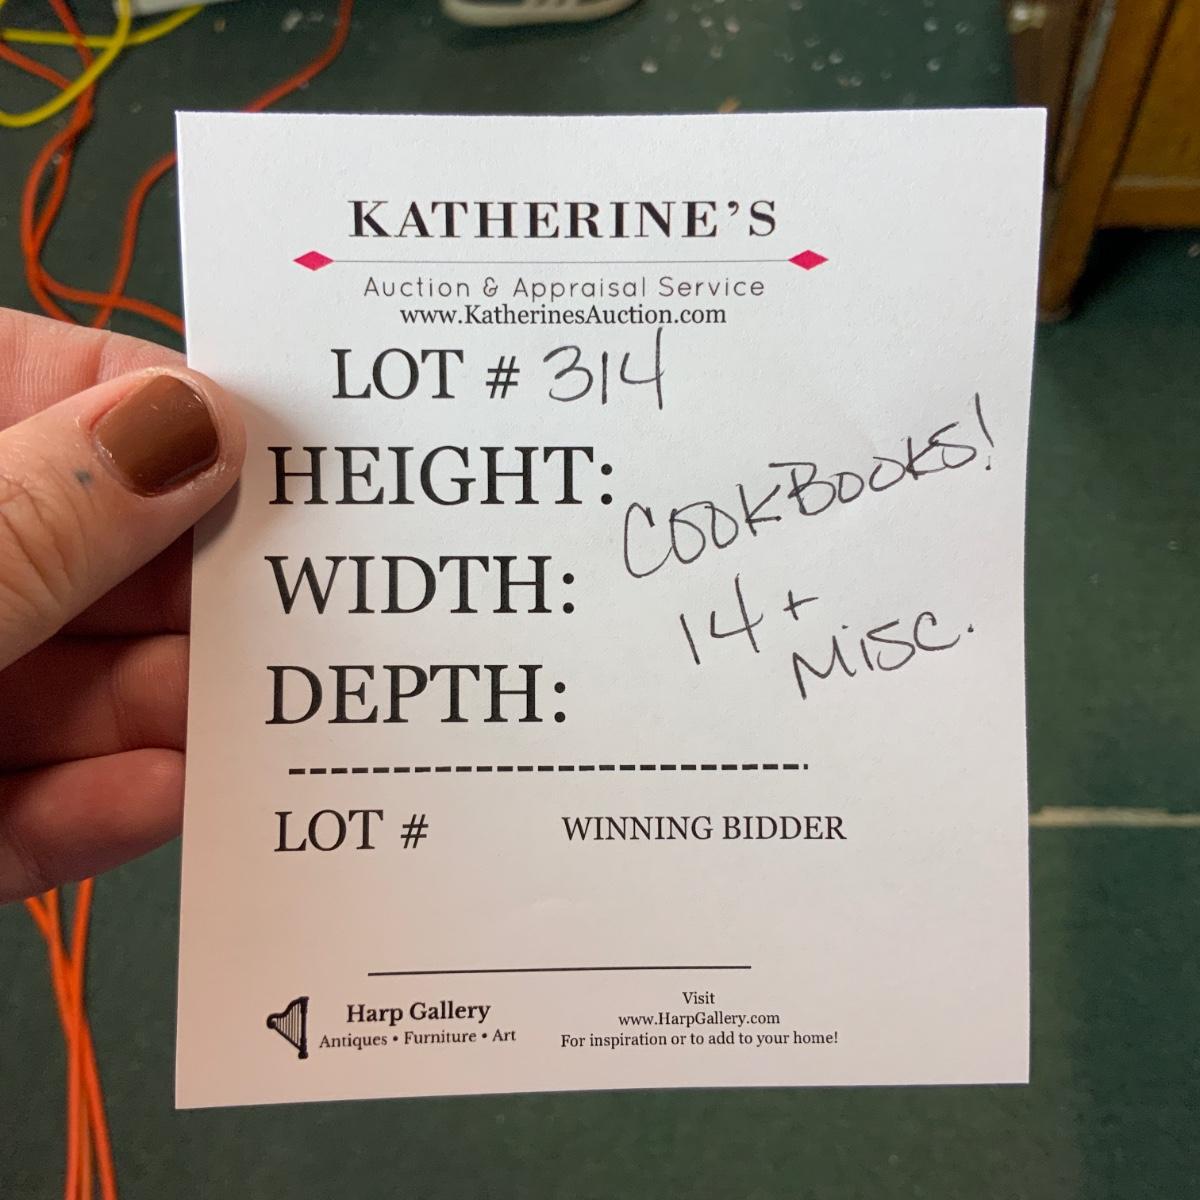 KATHERINE'S
Auction & Appraisal Service
www.KatherinesAuction.com
LOT # 314
HEIGHT:
WIDTH:
DEPTH:
COOKBOOKS!
14 +
MISC.
LOT #
WINNING BIDDER
Harp Gallery
Antiques • Furniture • Art
Visit
www.HarpGallery.com
For inspiration or to add to your home!